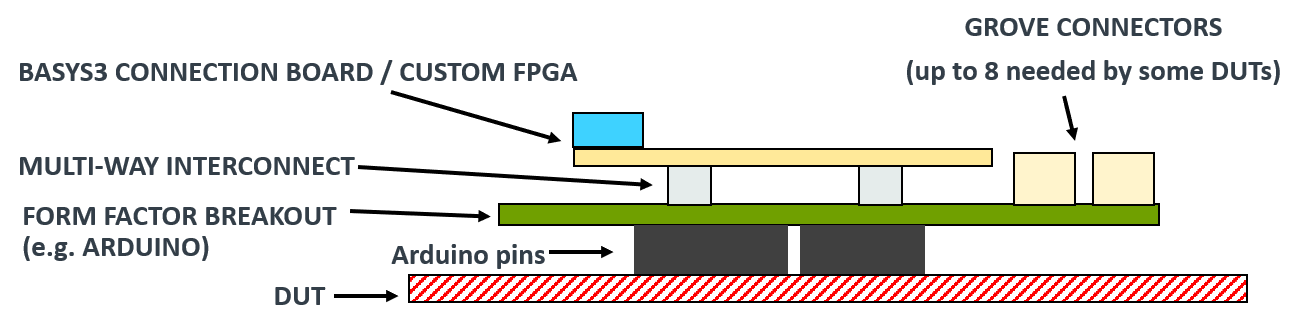 GROVE CONNECTORS
(up to 8 needed by some DUTs)
BASYS3 CONNECTION BOARD / CUSTOM FPGA
MULTI-WAY INTERCONNECT
FORM FACTOR BREAKOUT
(e.g. ARDUINO)
Arduino pins
DUT